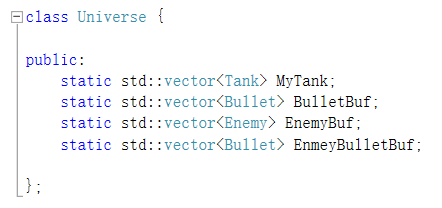 class Universe {
public:
static std::vector<Tank> MyTank;
static std::vector<Bullet> BulletBuf;
static std::vector<Enemy> EnemyBuf;
static std::vector<Bullet> EnmeyBulletBuf;
};